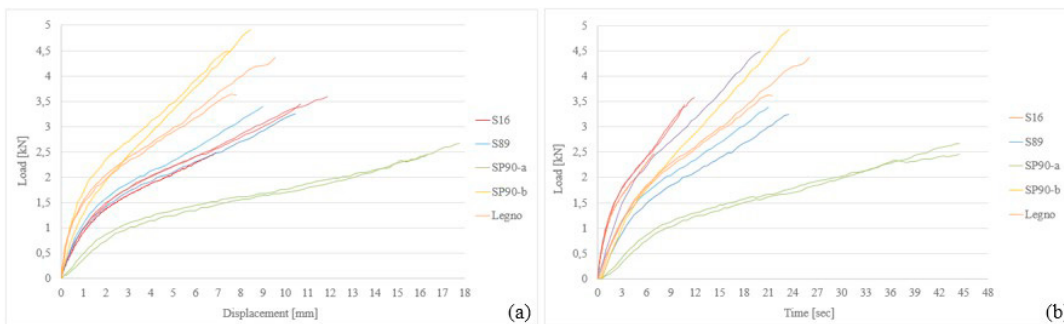 5
4,5
4
3,5
3
2,5
2
1,5
1
0,5
0
Load [kN]
0 1 2 3 4 5 6 7 8 9 10 11 12 13 14 15 16 17 18
Displacement [mm]
(a)
S16
S89
SP90-a
SP90-b
Legno
5
4,5
4
3,5
3
2,5
2
1,5
1
0,5
0
Load [kN]
0 3 6 9 12 15 18 21 24 27 30 33 36 39 42 45 48
Time [sec]
(b)
S16
S89
SP90-a
SP90-b
Legno